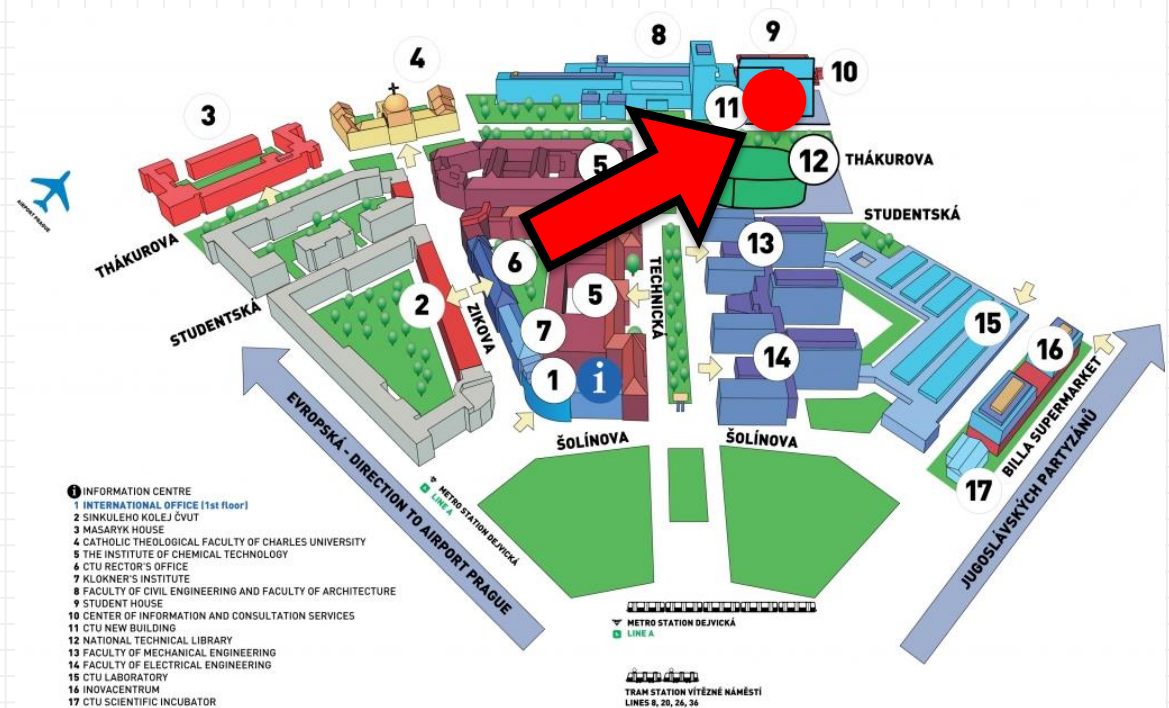 8
9
4
10
3
11
5
12
THÁKUROVA
AIRPORT PRAGUE
STUDENTSKÁ
13
THÁKUROVA
6
TECHNICKÁ
2
5
STUDENTSKÁ
ZIKOVA
15
7
14
16
1
i
EVROPSKÁ - DIRECTION TO AIRPORT PRAGUE
ŠOLÍNOVA
ŠOLÍNOVA
BILLA SUPERMARKET
17
JUGOSLÁVSKÝCH PARTYZÁNŮ
METRO STATION DEJVICKÁ
LINE A
i INFORMATION CENTRE
1 INTERNATIONAL OFFICE (1st floor)
2 SINKULEHO KOLEJ ČVUT
3 MASARYK HOUSE
4 CATHOLIC THEOLOGICAL FACULTY OF CHARLES UNIVERSITY
5 THE INSTITUTE OF CHEMICAL TECHNOLOGY
6 CTU RECTOR'S OFFICE
7 KLOKNER'S INSTITUTE
8 FACULTY OF CIVIL ENGINEERING AND FACULTY OF ARCHITECTURE
9 STUDENT HOUSE
10 CENTER OF INFORMATION AND CONSULTATION SERVICES
11 CTU NEW BUILDING
12 NATIONAL TECHNICAL LIBRARY
13 FACULTY OF MECHANICAL ENGINEERING
14 FACULTY OF ELECTRICAL ENGINEERING
15 CTU LABORATORY
16 INOVACENTRUM
17 CTU SCIENTIFIC INCUBATOR
METRO STATION DEJVICKÁ
LINE A
TRAM STATION VÍTĚZNÉ NÁMĚSTÍ
LINES 8, 20, 26, 36